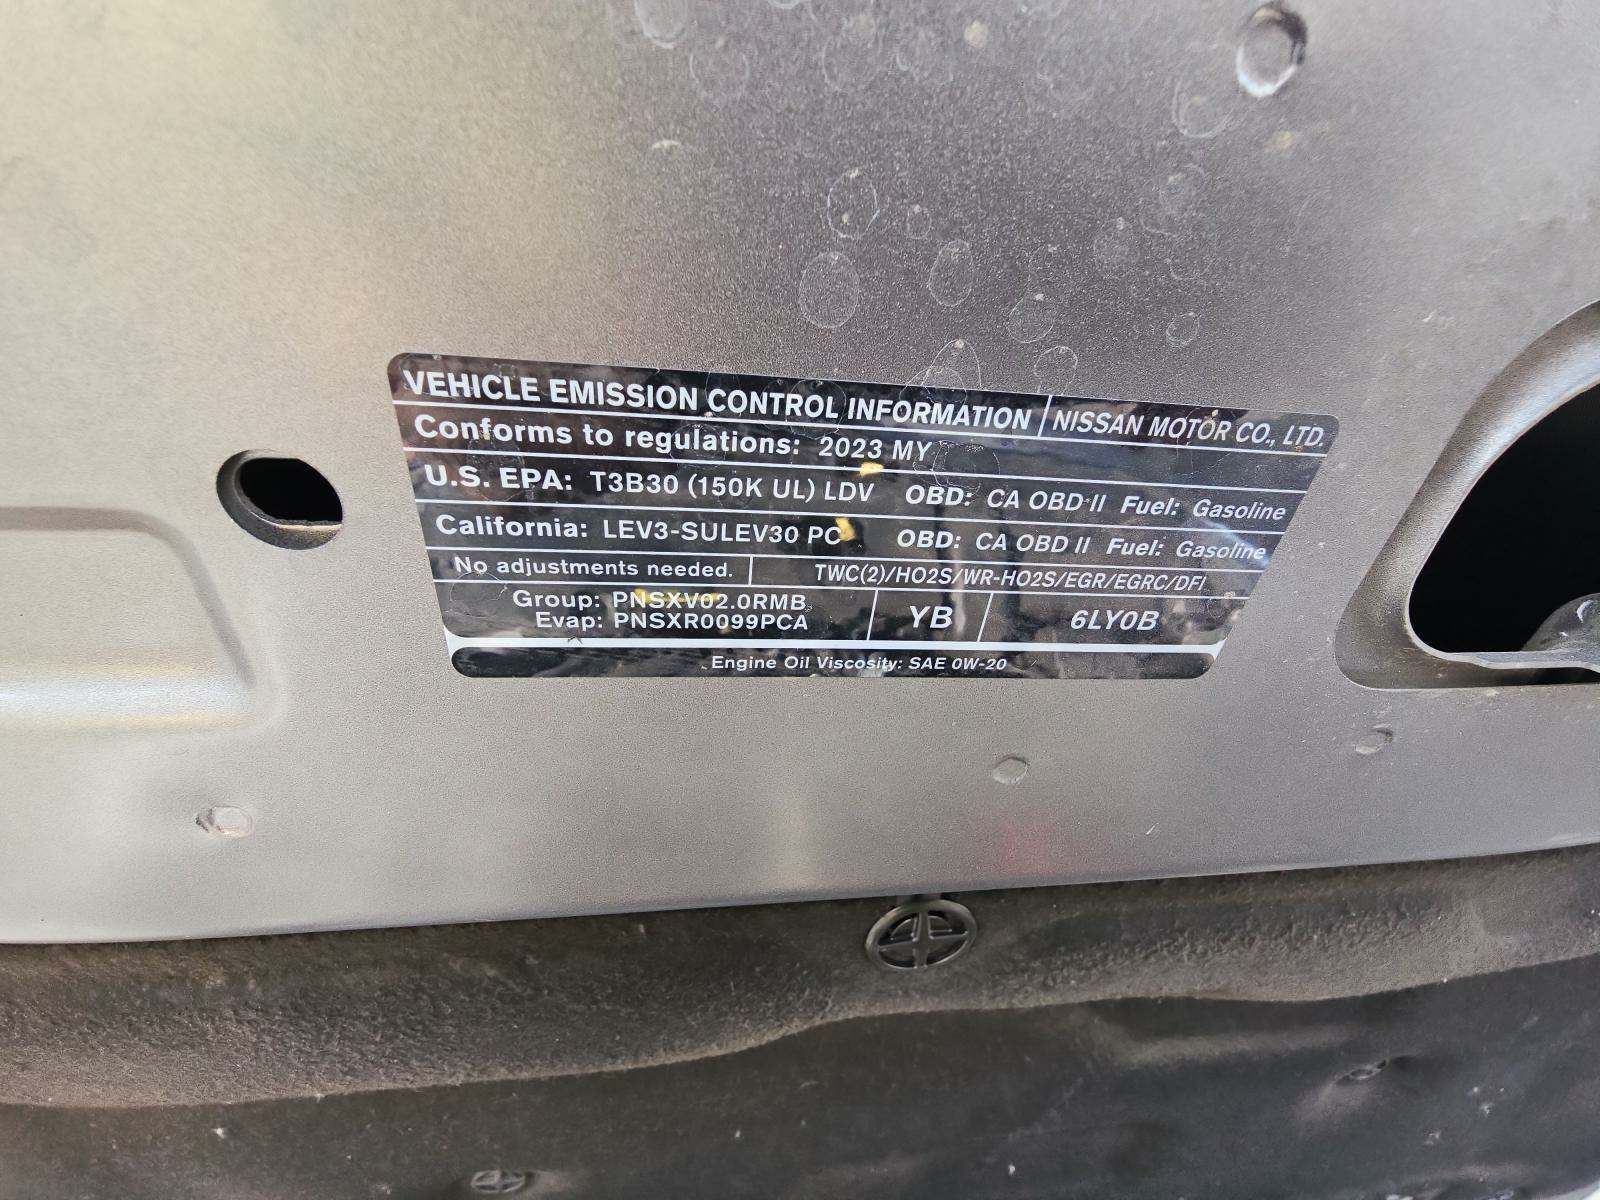 VEHICLE EMISSION CONTROL INFORMATION NISSAN MOTOR CO., LTD.
Conforms to regulations: 2023 MY
U.S. EPA: T3B30 (150K UL) LDV OBD: CA OBD II Fuel: Gasoline
California: LEV3-SULEV30 PC OBD: CA OBD II Fuel: Gasoline
No adjustments needed. TWC(2)/HO2S/WR-HO2S/EGR/EGRC/DFI
Group: PNSXV02.0RMB
Evap: PNSXR0099PCA
YB
6LY0B
Engine Oil Viscosity: SAE 0W-20